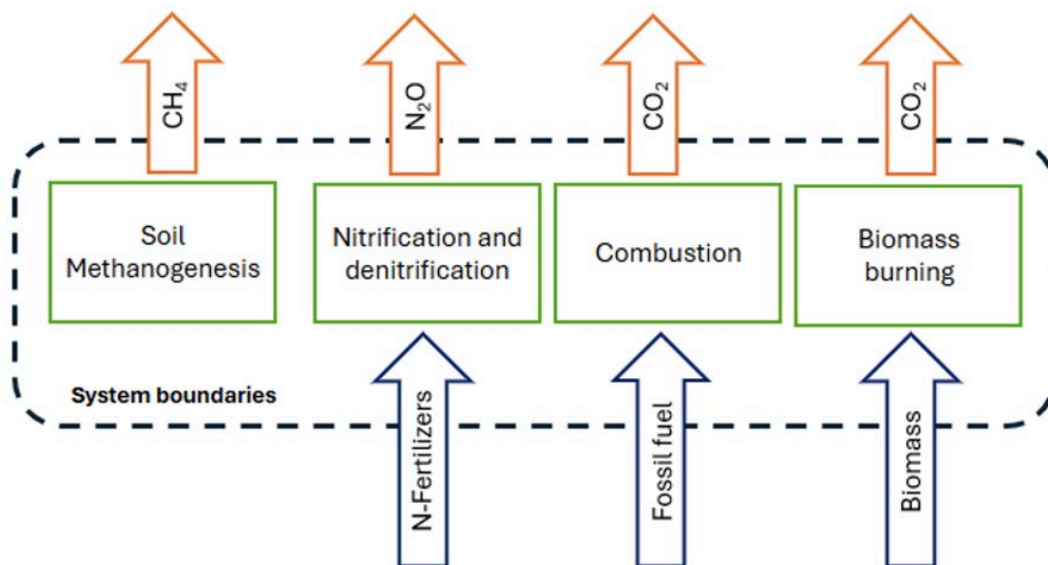 CH₄
N₂O
CO₂
CO₂
Soil
Methanogenesis
Nitrification and
denitrification
Combustion
Biomass
burning
System boundaries
N-Fertilizers
Fossil fuel
Biomass